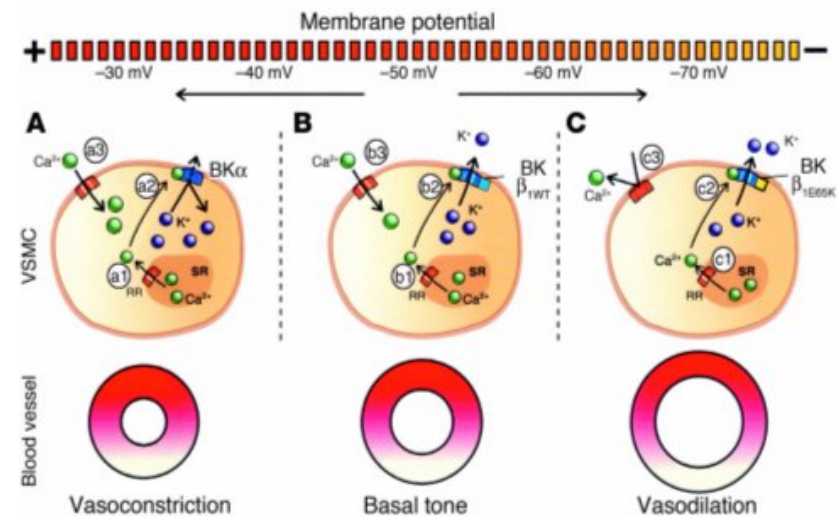 Membrane potential
+ −
−30 mV −40 mV −50 mV −60 mV −70 mV
A B C
Ca²⁺ a3 a2 BKα K⁺ a1 RR SR Ca²⁺
Ca²⁺ b3 K⁺ b2 BK β1WT K⁺ b1 RR SR Ca²⁺
c3 Ca²⁺ K⁺ c2 BK β1E65K K⁺ Ca²⁺ c1 RR SR
VSMC
Blood vessel
Vasoconstriction Basal tone Vasodilation